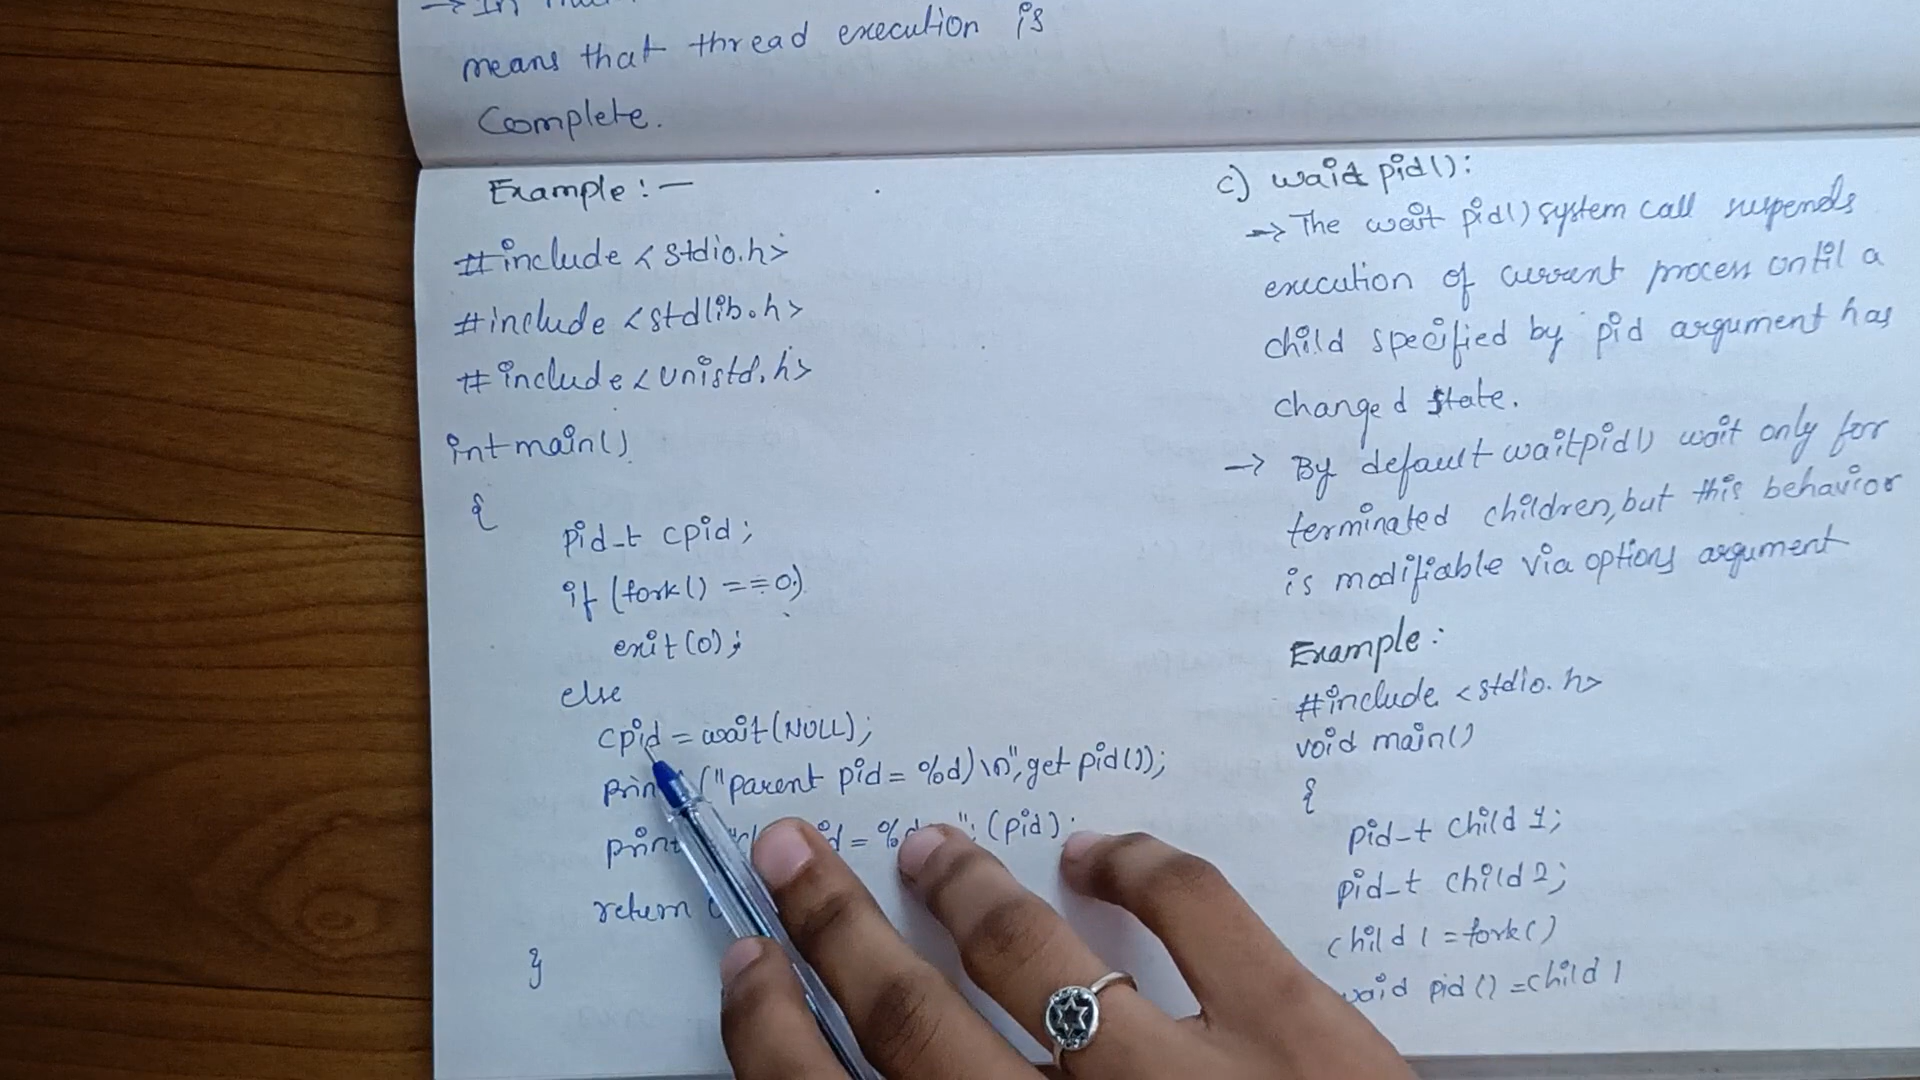 → In
means that thread execution is
Coomplete.
Example :-
#include <stdio.h>
#include <stdlib.h>
#include <unistd.h>
int main()
{
pid_t cpid;
if (fork() == 0)
exit(0);
else
cpid = wait(NULL);
("parent pid = %d)\n", get pid());
= %d ", (pid);
return
}
c) wait pid():
→ The wait pid() system call suspends
execution of current process until a
child specified by pid argument has
changed state.
→ By default waitpid() wait only for
terminated children, but this behavior
is modifiable via options argument
Example :
#include <stdio.h>
void main()
{
pid_t child 1;
pid_t child 2;
child 1 = fork()
waid pid () = child 1